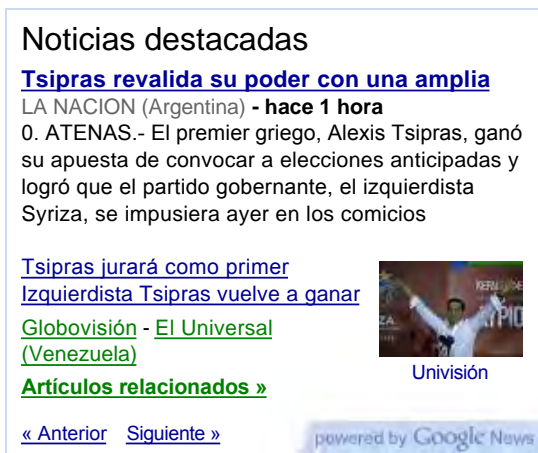 Noticias destacadas
Tsipras revalida su poder con una amplia
LA NACION (Argentina) - hace 1 hora
0. ATENAS.- El premier griego, Alexis Tsipras, ganó
su apuesta de convocar a elecciones anticipadas y
logró que el partido gobernante, el izquierdista
Syriza, se impusiera ayer en los comicios
Tsipras jurará como primer
Izquierdista Tsipras vuelve a ganar
Globovisión - El Universal
(Venezuela)
Artículos relacionados »
Univisión
« Anterior Siguiente »
powered by Google News